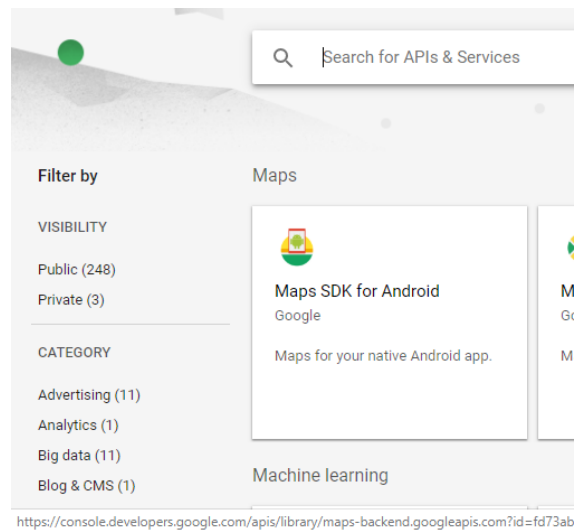 Search for APIs & Services
Filter by
VISIBILITY
Public (248)
Private (3)
CATEGORY
Advertising (11)
Analytics (1)
Big data (11)
Blog & CMS (1)
Maps
Maps SDK for Android
Google
Maps for your native Android app.
Machine learning
https://console.developers.google.com/apis/library/maps-backend.googleapis.com?id=fd73ab